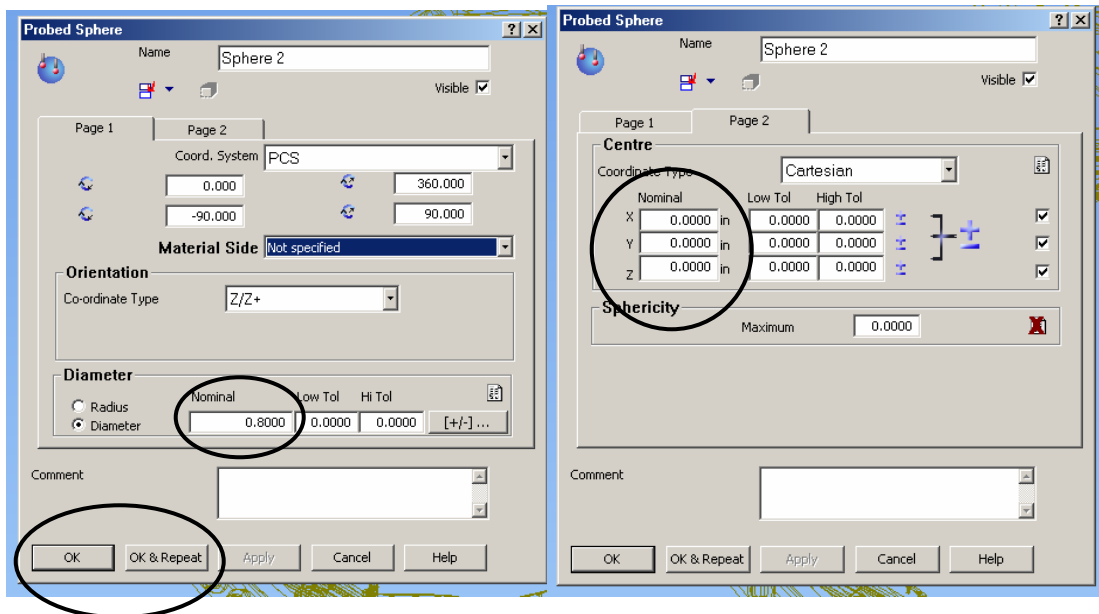 Probed Sphere
Name Sphere 2
Visible
Page 1 Page 2
Coord. System PCS
0.000 360.000
-90.000 90.000
Material Side Not specified
Orientation
Co-ordinate Type Z/Z+
Diameter
Nominal Low Tol Hi Tol
Radius
Diameter 0.8000 0.0000 0.0000 [+/-] ...
Comment
OK OK & Repeat Apply Cancel Help
Probed Sphere
Name Sphere 2
Visible
Page 1 Page 2
Centre
Coordinate Type Cartesian
Nominal Low Tol High Tol
X 0.0000 in 0.0000 0.0000
Y 0.0000 in 0.0000 0.0000
Z 0.0000 in 0.0000 0.0000
Sphericity
Maximum 0.0000
Comment
OK OK & Repeat Apply Cancel Help